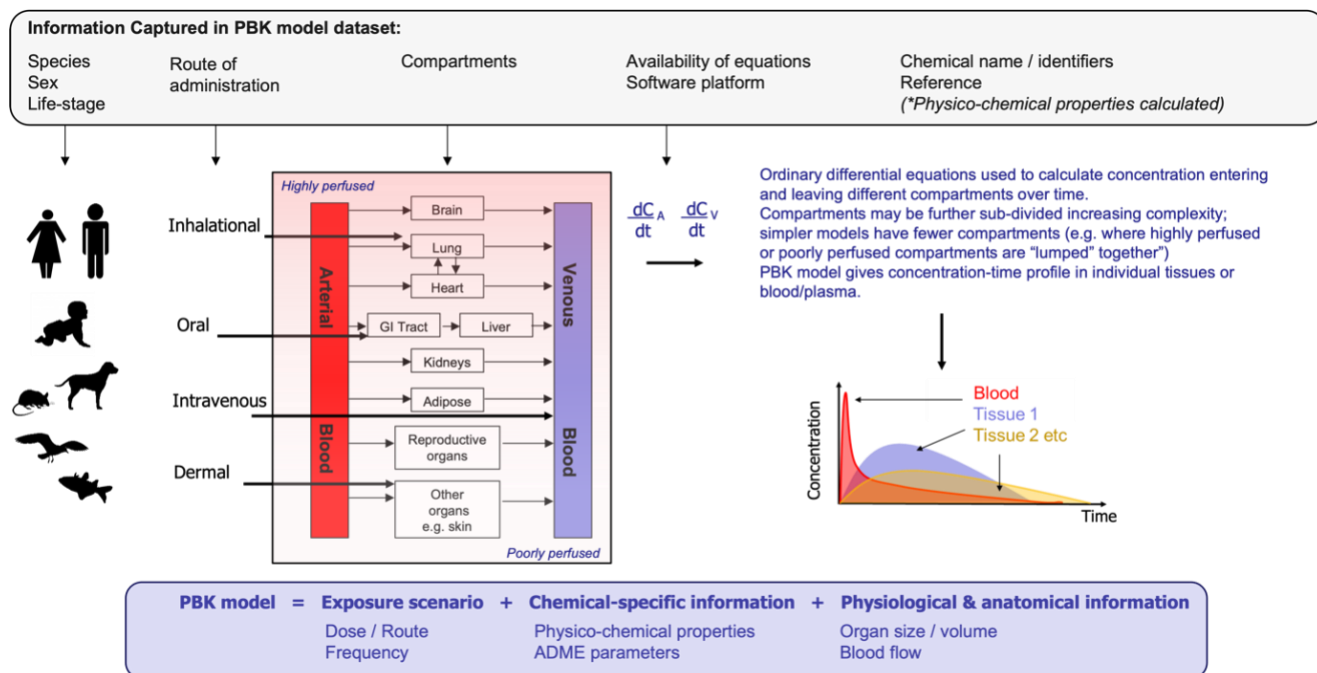 Information Captured in PBK model dataset:
Species
Sex
Life-stage
Route of
administration
Compartments
Availability of equations
Software platform
Chemical name / identifiers
Reference
(*Physico-chemical properties calculated)
Inhalational
Oral
Intravenous
Dermal
Highly perfused
Arterial
Blood
Brain
Lung
Heart
GI Tract
Liver
Kidneys
Adipose
Reproductive
organs
Other
organs
e.g. skin
Venous
Blood
Poorly perfused
dC A dC V
dt dt
Ordinary differential equations used to calculate concentration entering
and leaving different compartments over time.
Compartments may be further sub-divided increasing complexity;
simpler models have fewer compartments (e.g. where highly perfused
or poorly perfused compartments are “lumped” together”)
PBK model gives concentration-time profile in individual tissues or
blood/plasma.
Concentration
Blood
Tissue 1
Tissue 2 etc
Time
PBK model = Exposure scenario + Chemical-specific information + Physiological & anatomical information
Dose / Route
Frequency
Physico-chemical properties
ADME parameters
Organ size / volume
Blood flow